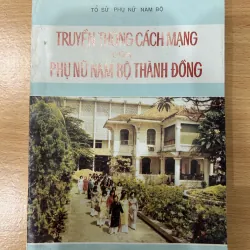 TỔ SỬ PHỤ NỮ NAM BỘ
TRUYỀN THỐNG CÁCH MẠNG
CỦA
PHỤ NỮ NAM BỘ THÀNH ĐỒNG